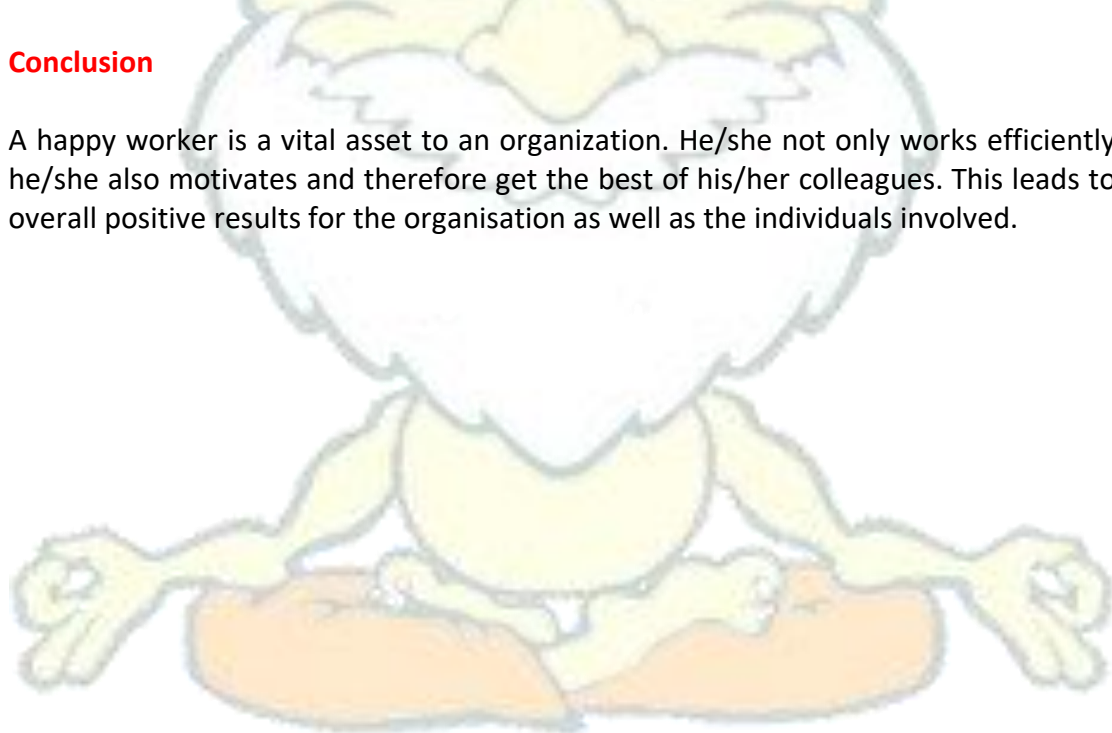 Conclusion
A happy worker is a vital asset to an organization. He/she not only works efficiently
he/she also motivates and therefore get the best of his/her colleagues. This leads to
overall positive results for the organisation as well as the individuals involved.